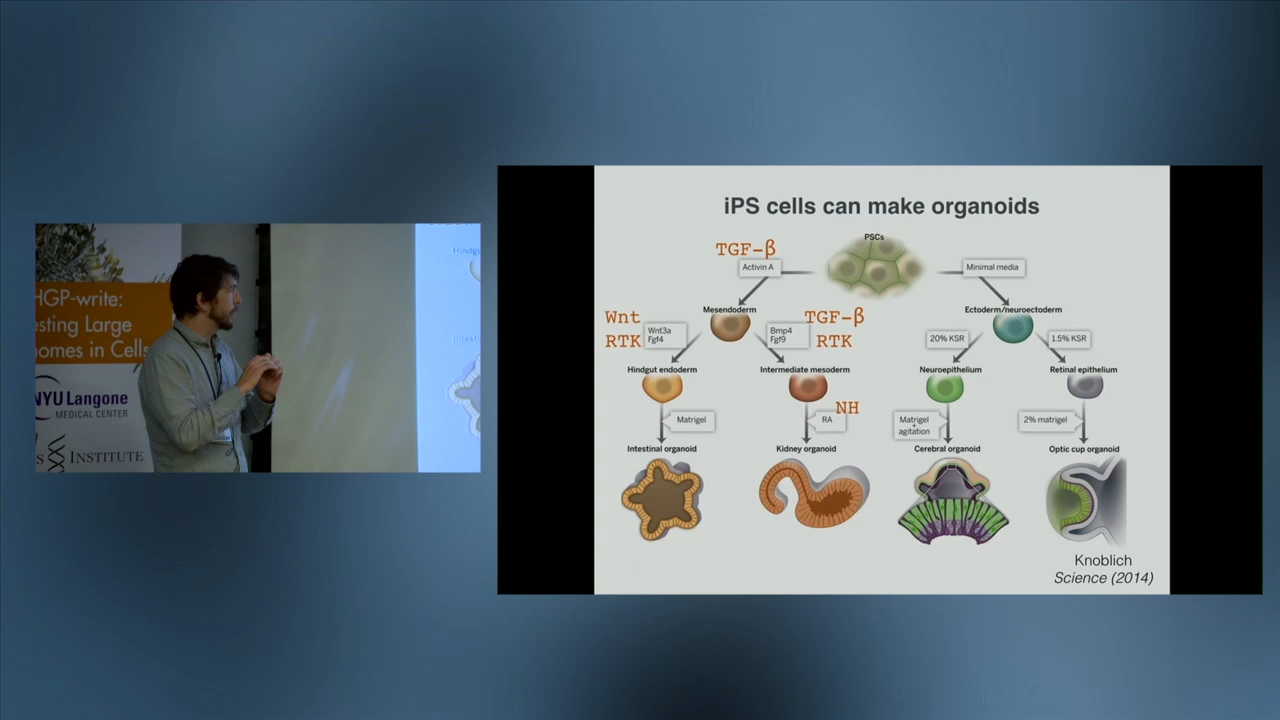 HGP-write:
esting Large
omes in Cells
NYU Langone
MEDICAL CENTER
S INSTITUTE
Hindgu
Intesti
iPS cells can make organoids
PSCs
TGF-β
Activin A
Minimal media
Mesendoderm
Ectoderm/neuroectoderm
Wnt
RTK
Wnt3a
Fgf4
Bmp4
Fgf9
TGF-β
RTK
20% KSR
1.5% KSR
Hindgut endoderm
Intermediate mesoderm
Neuroepithelium
Retinal epithelium
NH
Matrigel
RA
Matrigel
+
agitation
2% matrigel
Intestinal organoid
Kidney organoid
Cerebral organoid
Optic cup organoid
Knoblich
Science (2014)